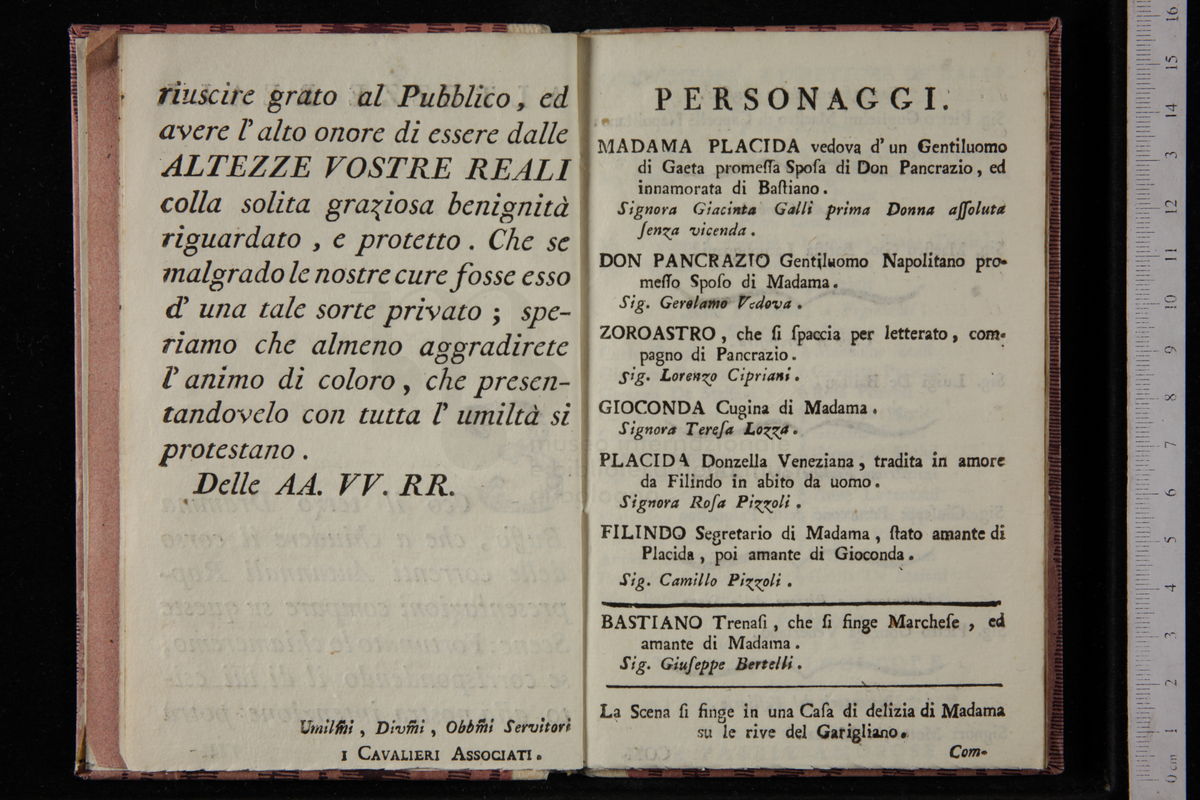 riuscire grato al Pubblico, ed
avere l'alto onore di essere dalle
ALTEZZE VOSTRE REALI
colla solita graziosa benignità
riguardato, e protetto. Che se
malgrado le nostre cure fosse esso
d'una tale sorte privato; spe-
riamo che almeno aggradirete
l'animo di coloro, che presen-
tandovelo con tutta l'umiltà si
protestano.
Delle AA. VV. RR.
Umilm̃i, Divm̃i, Obbm̃i Servitori
I CAVALIERI ASSOCIATI.
PERSONAGGI.
MADAMA PLACIDA vedova d'un Gentiluomo
di Gaeta promeſſa Spoſa di Don Pancrazio, ed
innamorata di Baſtiano.
Signora Giacinta Galli prima Donna aſſoluta
ſenza vicenda.
DON PANCRAZIO Gentiluomo Napolitano pro-
meſſo Spoſo di Madama.
Sig. Gerolamo Vedova.
ZOROASTRO, che ſi ſpaccia per letterato, com-
pagno di Pancrazio.
Sig. Lorenzo Cipriani.
GIOCONDA Cugina di Madama.
Signora Tereſa Lozza.
PLACIDA Donzella Veneziana, tradita in amore
da Filindo in abito da uomo.
Signora Roſa Pizzoli.
FILINDO Segretario di Madama, ſtato amante di
Placida, poi amante di Gioconda.
Sig. Camillo Pizzoli.
BASTIANO Trenaſi, che ſi finge Marcheſe, ed
amante di Madama.
Sig. Giuſeppe Bertelli.
La Scena ſi finge in una Caſa di delizia di Madama
su le rive del Garigliano.
Com-